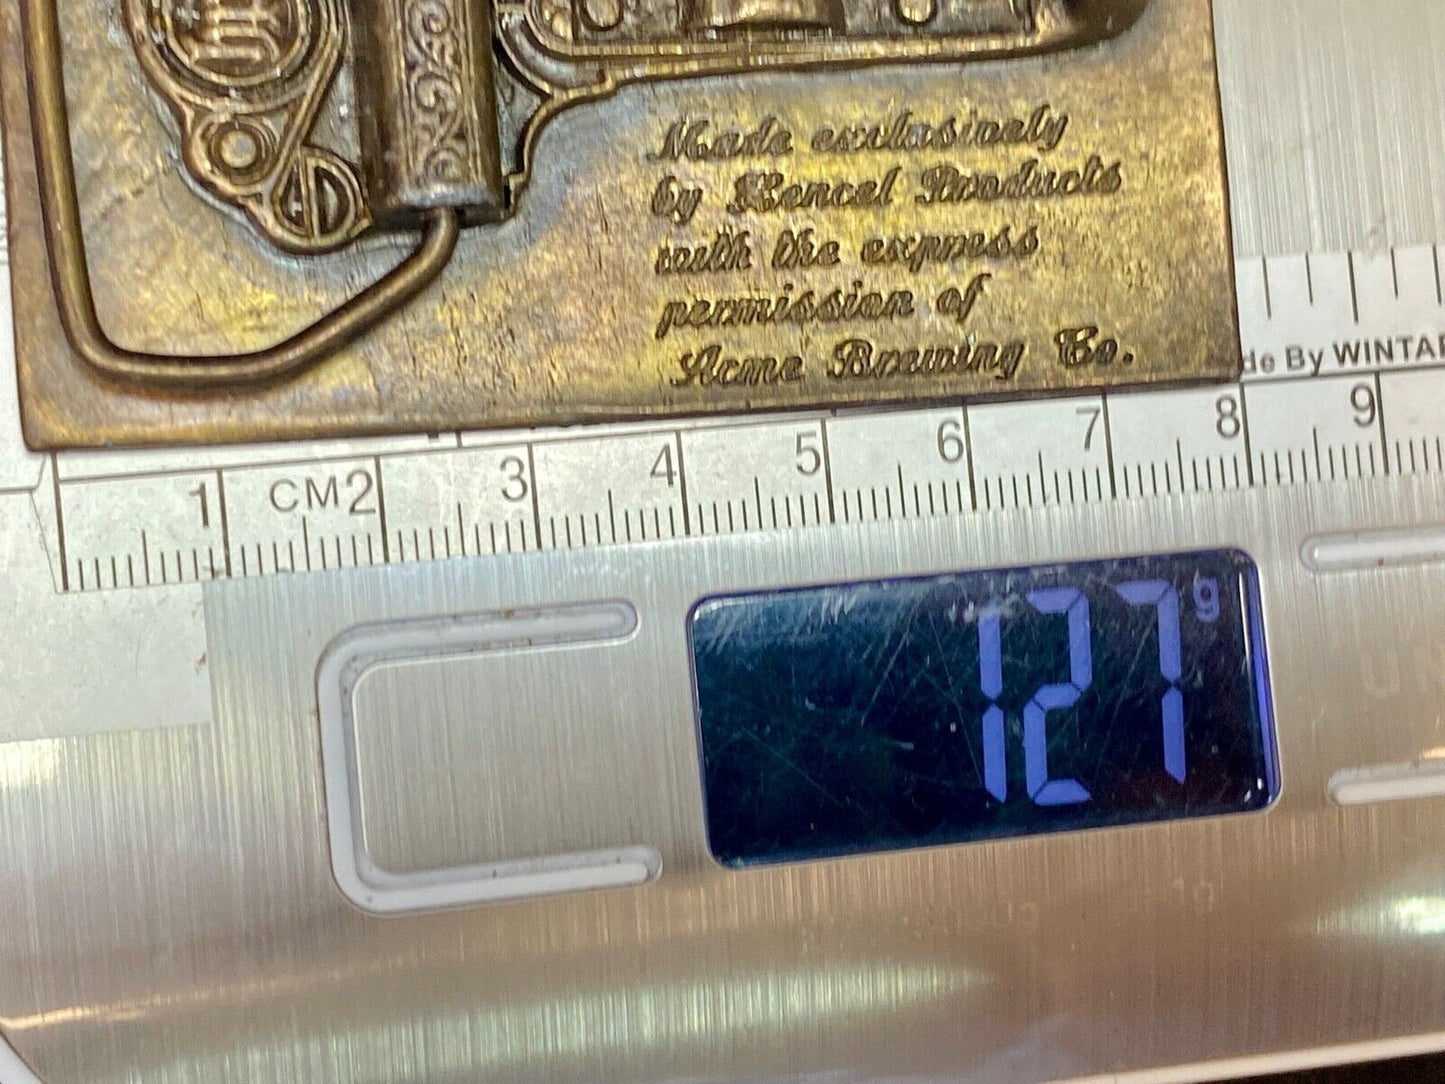 Made exclusively
by Kencel Products
with the express
permission of
Acme Brewing Co.
de By WINTAP
1 CM 2 3 4 5 6 7 8 9
127 g